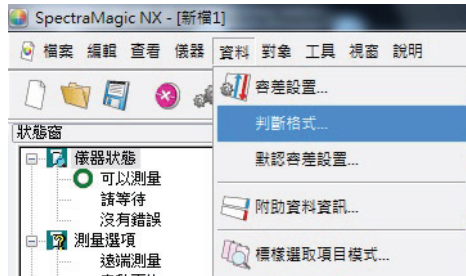 SpectraMagic NX - [新檔1]
檔案 編輯 查看 儀器 資料 對象 工具 視窗 說明
容差設置...
狀態窗
判斷格式...
儀器狀態
默認容差設置...
可以測量
請等待
附助資料資訊...
沒有錯誤
測量選項
標樣選取項目模式...
遠端測量